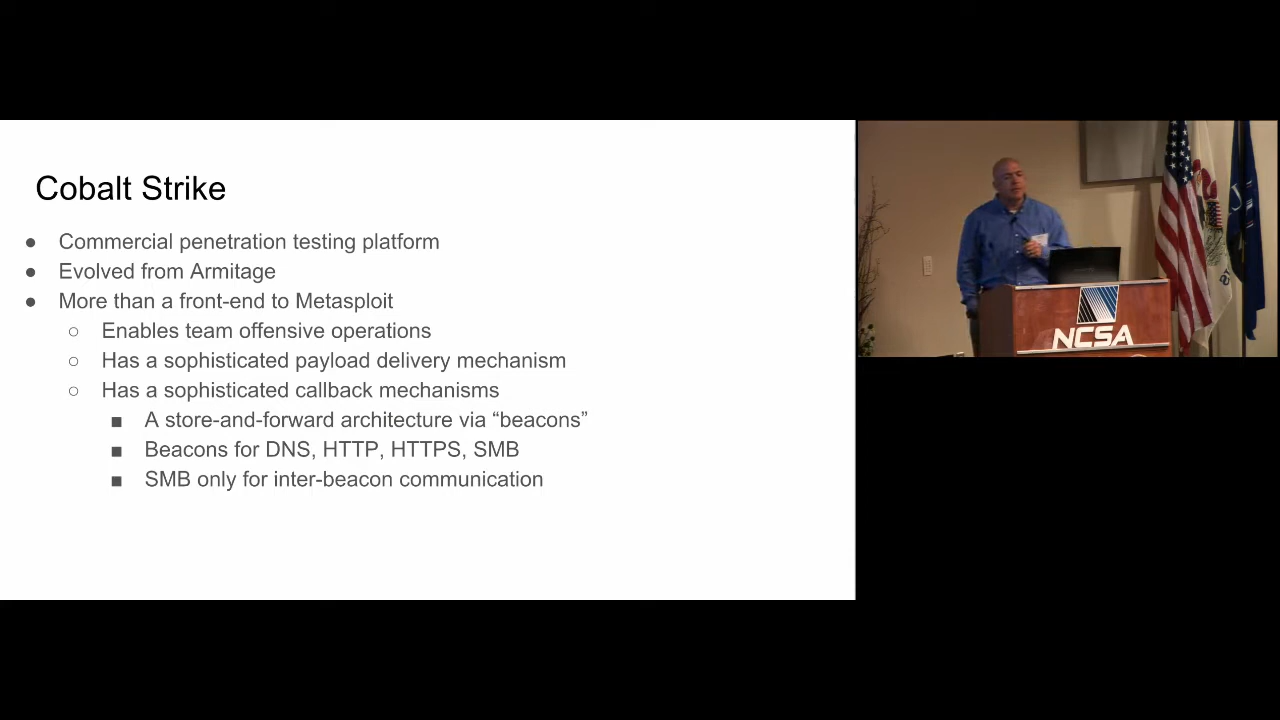 Cobalt Strike
● Commercial penetration testing platform
● Evolved from Armitage
● More than a front-end to Metasploit
○ Enables team offensive operations
○ Has a sophisticated payload delivery mechanism
○ Has a sophisticated callback mechanisms
■ A store-and-forward architecture via “beacons”
■ Beacons for DNS, HTTP, HTTPS, SMB
■ SMB only for inter-beacon communication
NCSA